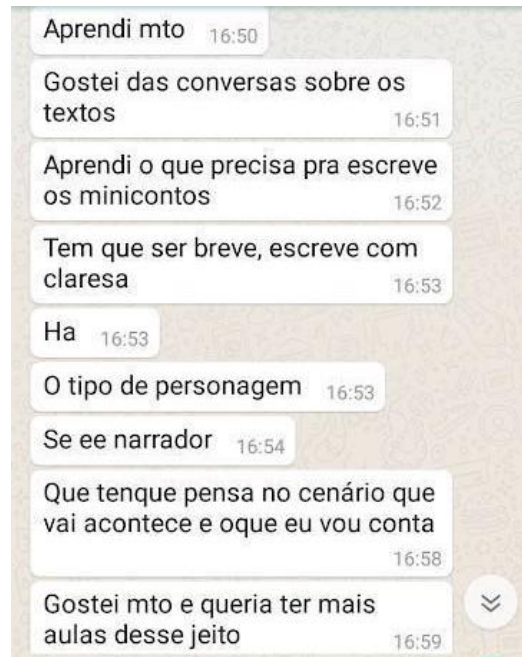 Aprendi mto 16:50
Gostei das conversas sobre os
textos 16:51
Aprendi o que precisa pra escreve
os minicontos 16:52
Tem que ser breve, escreve com
claresa 16:53
Ha 16:53
O tipo de personagem 16:53
Se ee narrador 16:54
Que tenque pensa no cenário que
vai acontece e oque eu vou conta
16:58
Gostei mto e queria ter mais
aulas desse jeito 16:59